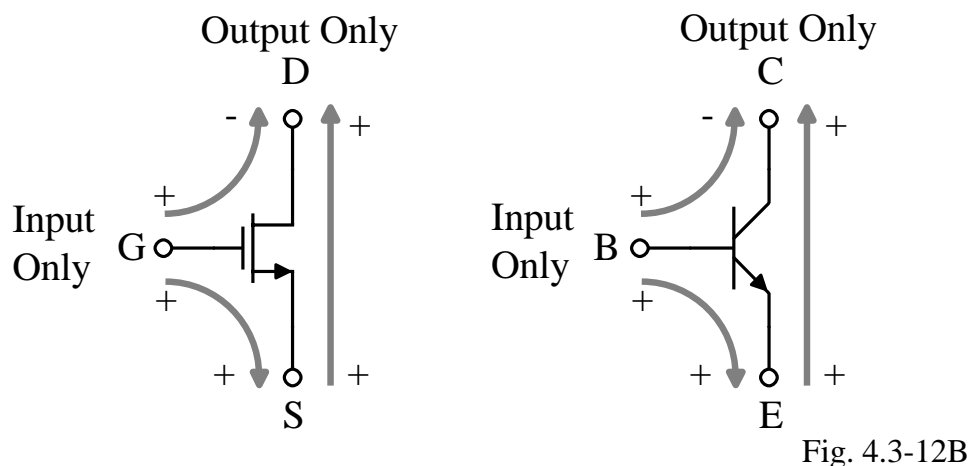 Output Only
D
-
+
+
Input
Only
G
+
+
+
S
Output Only
C
-
+
+
Input
Only
B
+
+
+
E
Fig. 4.3-12B